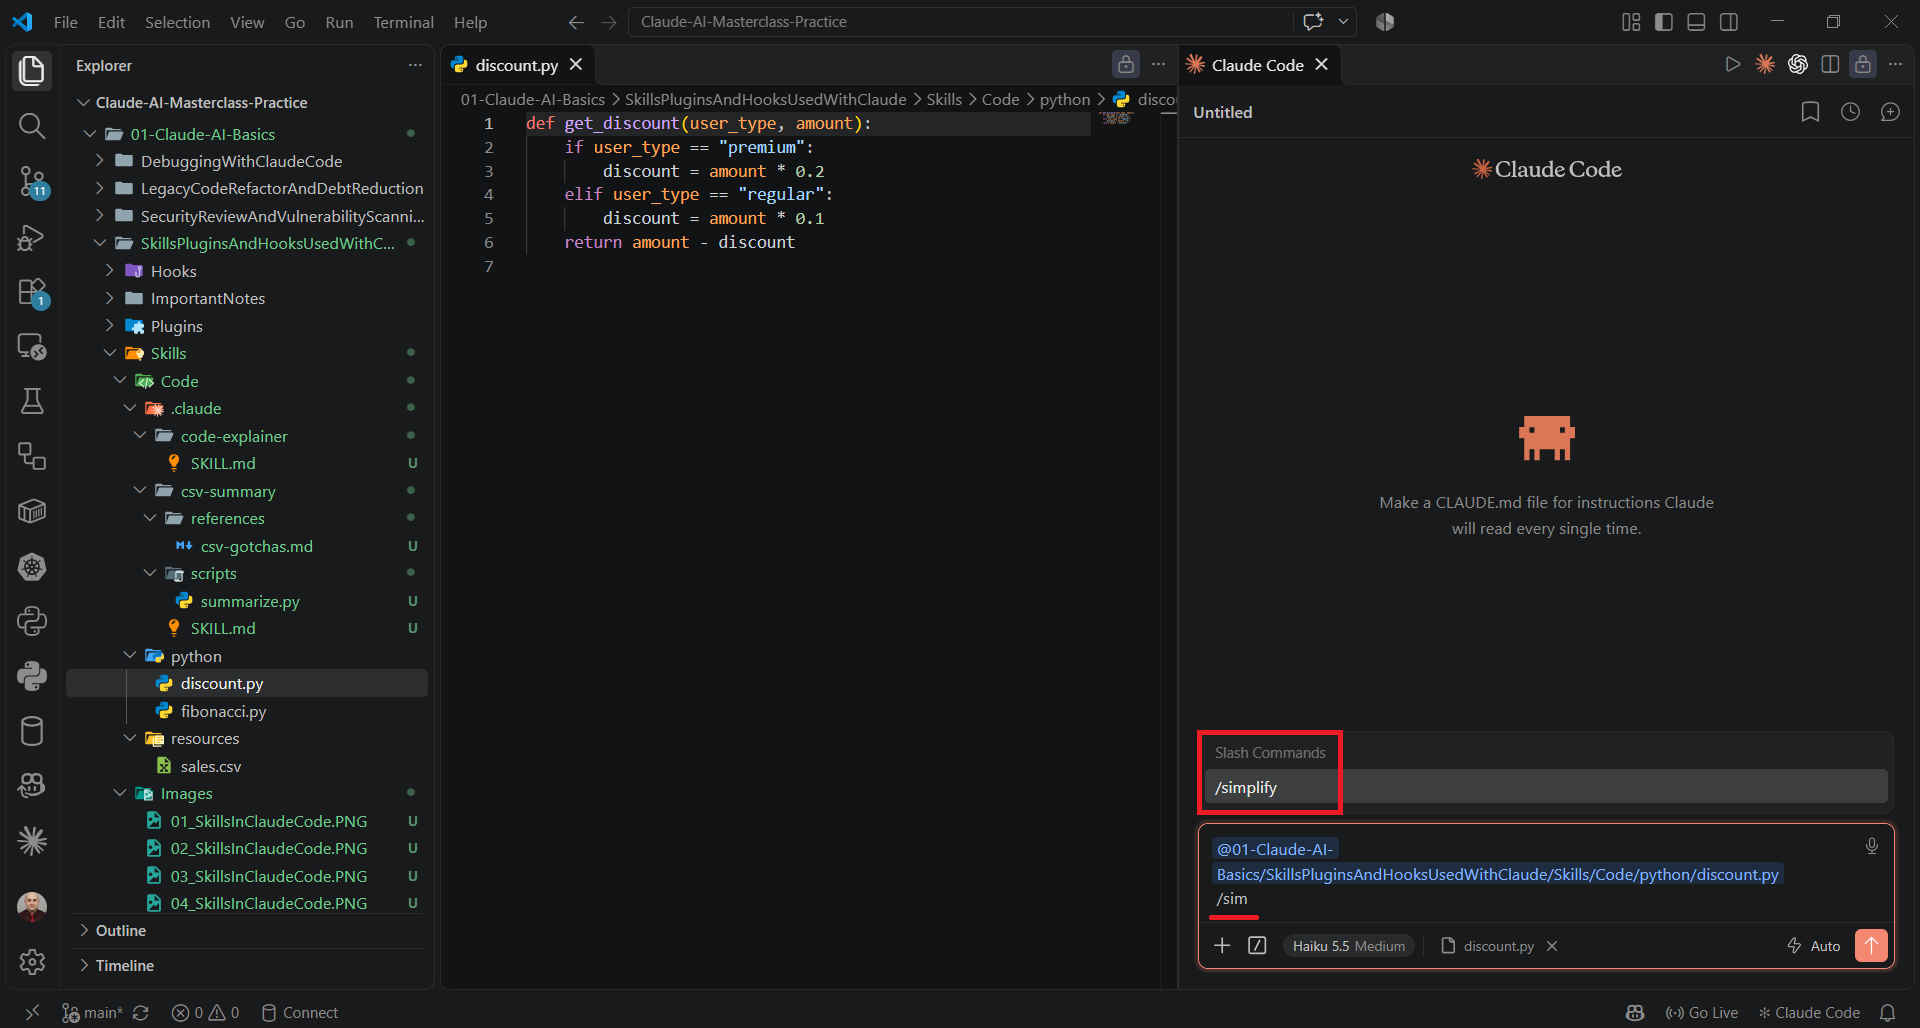 File Edit Selection View Go Run Terminal Help
Claude-AI-Masterclass-Practice
Explorer
Claude-AI-Masterclass-Practice
01-Claude-AI-Basics
DebuggingWithClaudeCode
LegacyCodeRefactorAndDebtReduction
SecurityReviewAndVulnerabilityScanni...
SkillsPluginsAndHooksUsedWithC...
Hooks
ImportantNotes
Plugins
Skills
Code
.claude
code-explainer
SKILL.md U
csv-summary
references
csv-gotchas.md U
scripts
summarize.py U
SKILL.md U
python
discount.py
fibonacci.py
resources
sales.csv
Images
01_SkillsInClaudeCode.PNG U
02_SkillsInClaudeCode.PNG U
03_SkillsInClaudeCode.PNG U
04_SkillsInClaudeCode.PNG U
Outline
Timeline
11
1
discount.py
01-Claude-AI-Basics > SkillsPluginsAndHooksUsedWithClaude > Skills > Code > python > disco
1 def get_discount(user_type, amount):
2 if user_type == "premium":
3 discount = amount * 0.2
4 elif user_type == "regular":
5 discount = amount * 0.1
6 return amount - discount
7
Claude Code
Untitled
Claude Code
Make a CLAUDE.md file for instructions Claude
will read every single time.
Slash Commands
/simplify
@01-Claude-AI-
Basics/SkillsPluginsAndHooksUsedWithClaude/Skills/Code/python/discount.py
/sim
Haiku 5.5 Medium discount.py Auto
main* 0 0 Connect Go Live Claude Code